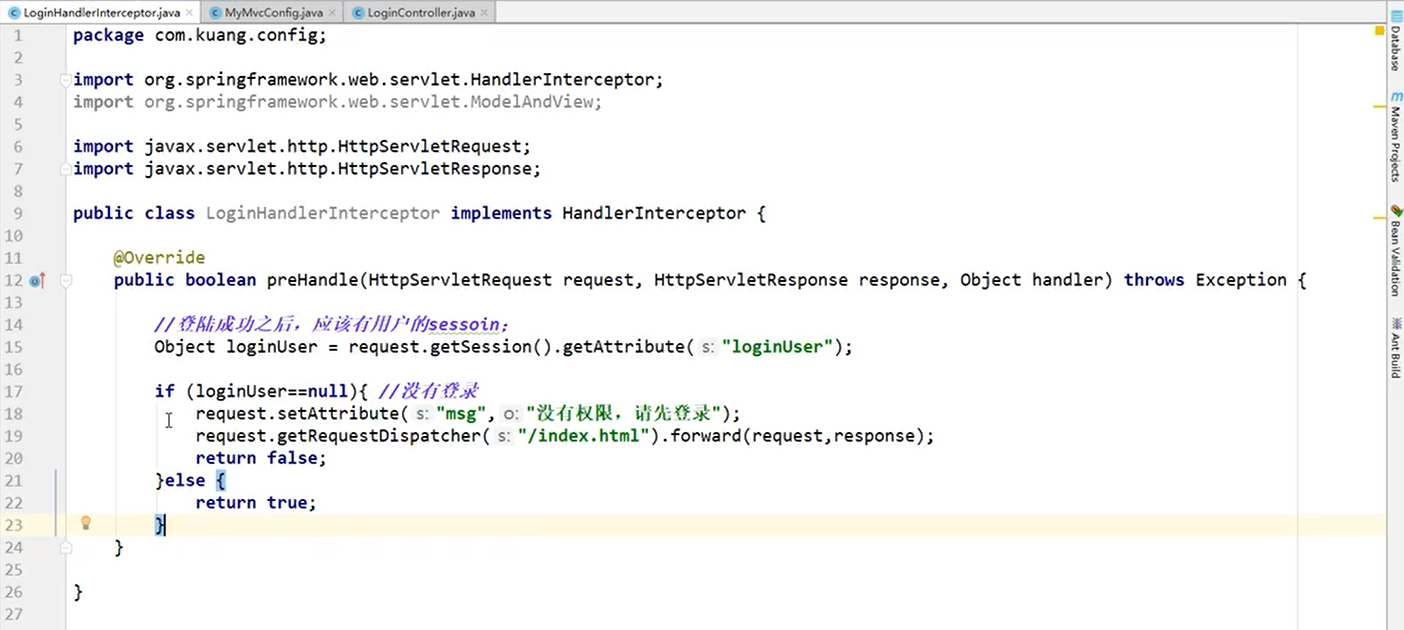 LoginHandlerInterceptor.java MyMvcConfig.java LoginController.java
1 package com.kuang.config;
2
3 import org.springframework.web.servlet.HandlerInterceptor;
4 import org.springframework.web.servlet.ModelAndView;
5
6 import javax.servlet.http.HttpServletRequest;
7 import javax.servlet.http.HttpServletResponse;
8
9 public class LoginHandlerInterceptor implements HandlerInterceptor {
10
11 @Override
12 public boolean preHandle(HttpServletRequest request, HttpServletResponse response, Object handler) throws Exception {
13
14 //登陆成功之后，应该有用户的sessoin;
15 Object loginUser = request.getSession().getAttribute( s: "loginUser");
16
17 if (loginUser==null){ //没有登录
18 request.setAttribute( s: "msg", o: "没有权限，请先登录");
19 request.getRequestDispatcher( s: "/index.html").forward(request,response);
20 return false;
21 }else {
22 return true;
23 }
24 }
25
26 }
27
Database
m Maven Projects
Bean Validation
Ant Build